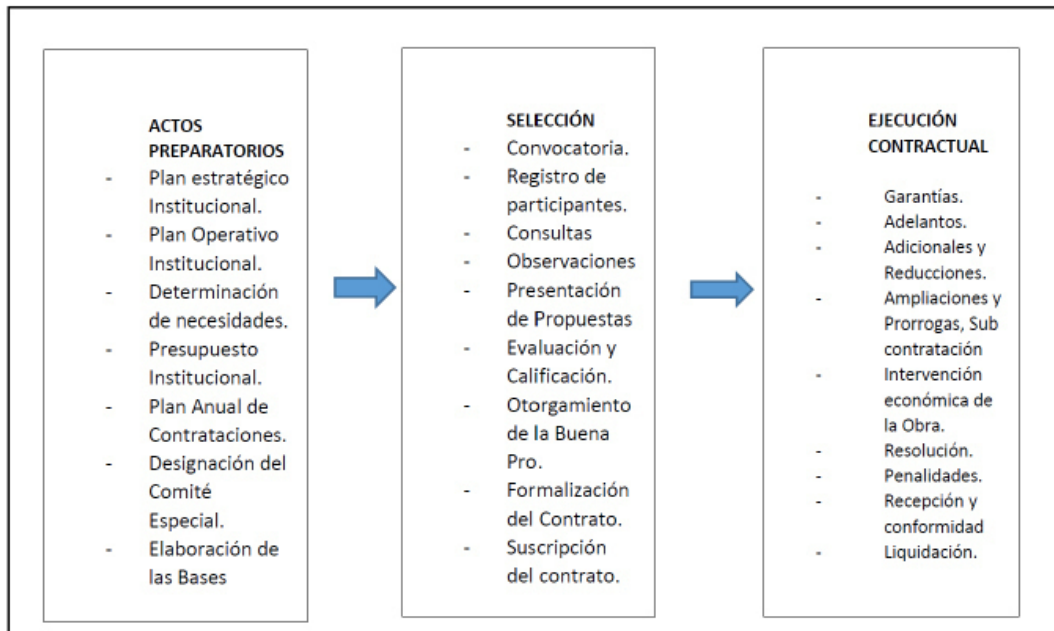 ACTOS
PREPARATORIOS
- Plan estratégico
Institucional.
- Plan Operativo
Institucional.
- Determinación
de necesidades.
- Presupuesto
Institucional.
- Plan Anual de
Contrataciones.
- Designación del
Comité
Especial.
- Elaboración de
las Bases
SELECCIÓN
- Convocatoria.
- Registro de
participantes.
- Consultas
- Observaciones
- Presentación
de Propuestas
- Evaluación y
Calificación.
- Otorgamiento
de la Buena
Pro.
- Formalización
del Contrato.
- Suscripción
del contrato.
EJECUCIÓN
CONTRACTUAL
- Garantías.
- Adelantos.
- Adicionales y
Reducciones.
- Ampliaciones y
Prorrogas, Sub
contratación
- Intervención
económica de
la Obra.
- Resolución.
- Penalidades.
- Recepción y
conformidad
- Liquidación.